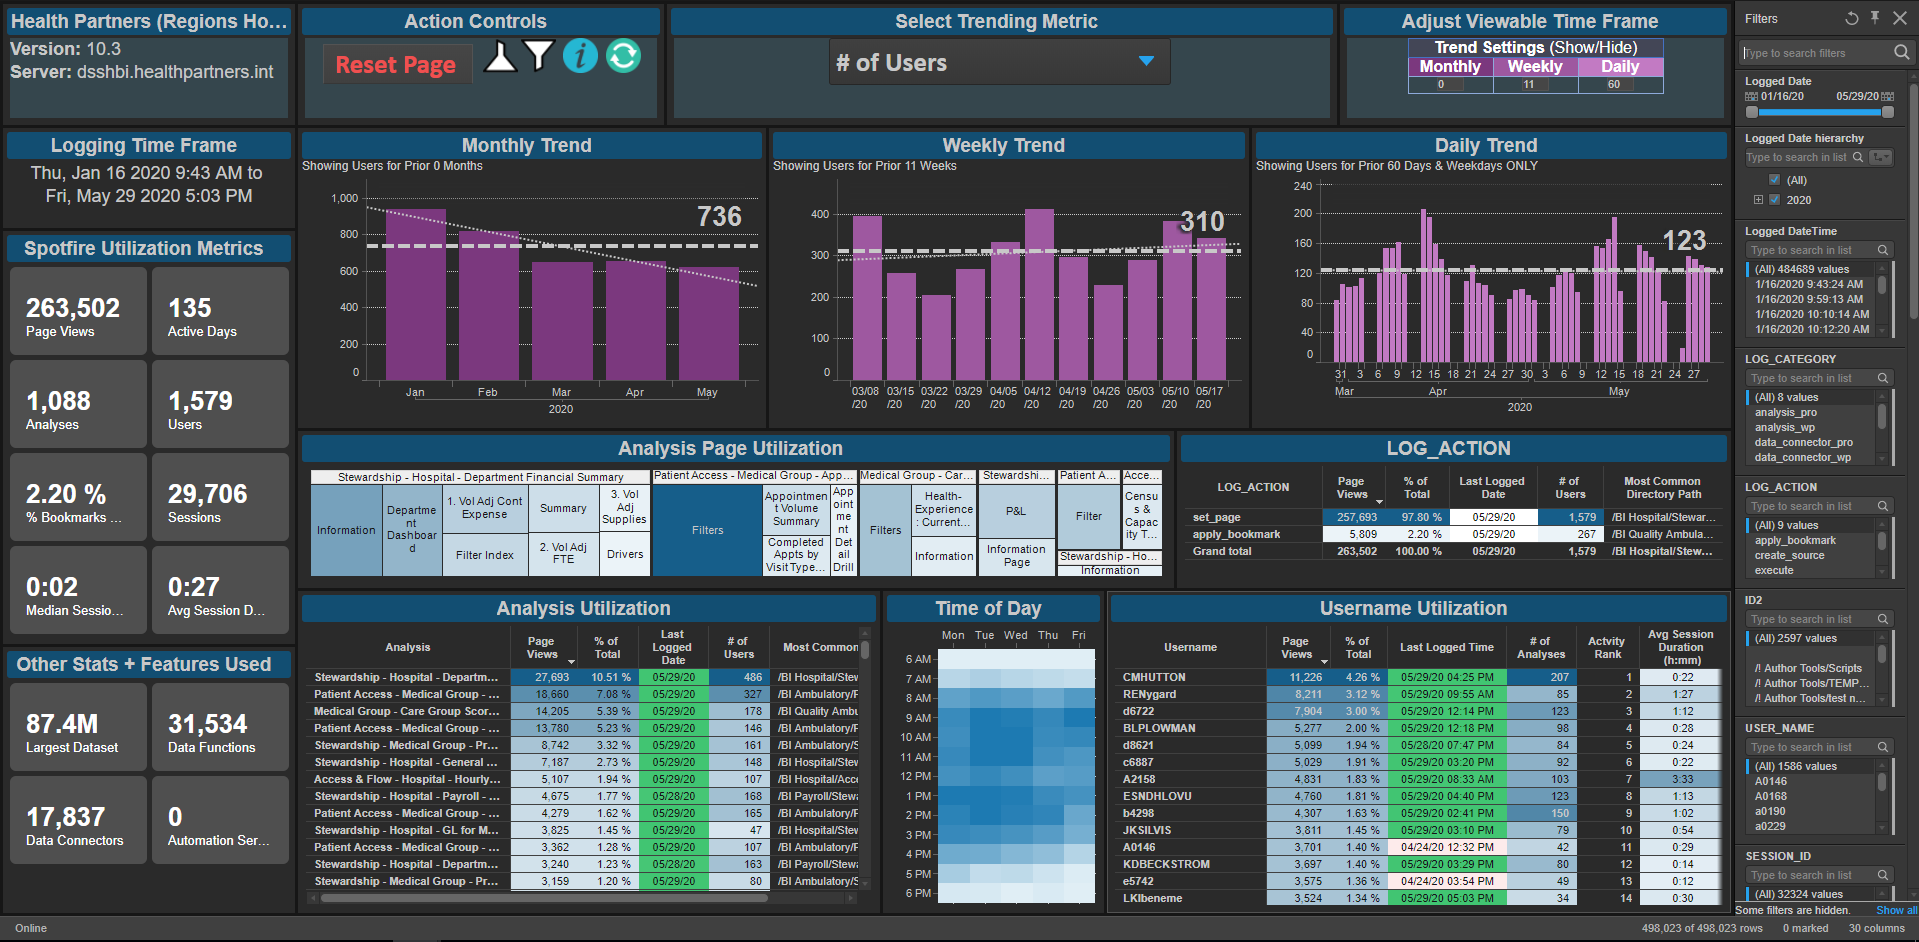 Health Partners (Regions Ho...
Version: 10.3
Server: dsshbi.healthpartners.int
Action Controls
Reset Page
i
Select Trending Metric
# of Users
Adjust Viewable Time Frame
Trend Settings (Show/Hide)
Monthly Weekly Daily
0 11 60
Logging Time Frame
Thu, Jan 16 2020 9:43 AM to
Fri, May 29 2020 5:03 PM
Spotfire Utilization Metrics
263,502
Page Views
135
Active Days
1,088
Analyses
1,579
Users
2.20 %
% Bookmarks ...
29,706
Sessions
0:02
Median Sessio...
0:27
Avg Session D...
Other Stats + Features Used
87.4M
Largest Dataset
31,534
Data Functions
17,837
Data Connectors
0
Automation Ser...
Monthly Trend
Showing Users for Prior 0 Months
736
1,000
800
600
400
200
0
Jan Feb Mar Apr May
2020
Weekly Trend
Showing Users for Prior 11 Weeks
310
400
300
200
100
0
03/08 03/15 03/22 03/29 04/05 04/12 04/19 04/26 05/03 05/10 05/17
/20 /20 /20 /20 /20 /20 /20 /20 /20 /20 /20
Daily Trend
Showing Users for Prior 60 Days & Weekdays ONLY
123
240
200
160
120
80
40
0
31 3 6 9 12 15 18 21 24 27 30 3 6 9 12 15 18 21 24 27
Mar Apr May
2020
Analysis Page Utilization
Stewardship - Hospital - Department Financial Summary
Information
Departme
nt
Dashboar
d
1. Vol Adj Cont
Expense
Filter Index
Summary
2. Vol Adj
FTE
3. Vol
Adj
Supplies
Drivers
Patient Access - Medical Group - App...
Filters
Appointmen
t Volume
Summary
Completed
Appts by
Visit Type...
App
ointme
nt
Detail
Drill
Medical Group - Car...
Filters
Health-
Experience
: Current...
Information
Stewardshi...
P&L
Information
Page
Patient A...
Filter
Acce...
Censu
s &
Capac
ity T...
Stewardship - Ho...
Information
LOG_ACTION
LOG_ACTION Page Views % of Total Last Logged Date # of Users Most Common Directory Path
set_page 257,693 97.80 % 05/29/20 1,579 /BI Hospital/Stewar...
apply_bookmark 5,809 2.20 % 05/29/20 267 /BI Quality Ambula...
Grand total 263,502 100.00 % 05/29/20 1,579 /BI Hospital/Stew...
Analysis Utilization
Analysis Page Views % of Total Last Logged Date # of Users Most Common
Stewardship - Hospital - Departm... 27,693 10.51 % 05/29/20 486 /BI Hospital/Stew
Patient Access - Medical Group - ... 18,660 7.08 % 05/29/20 327 /BI Ambulatory/F
Medical Group - Care Group Scor... 14,205 5.39 % 05/29/20 178 /BI Quality Ambu
Patient Access - Medical Group - ... 13,780 5.23 % 05/29/20 146 /BI Ambulatory/F
Stewardship - Medical Group - Pr... 8,742 3.32 % 05/29/20 161 /BI Ambulatory/S
Stewardship - Hospital - General ... 7,187 2.73 % 05/29/20 148 /BI Hospital/Stew
Access & Flow - Hospital - Hourly... 5,107 1.94 % 05/29/20 107 /BI Hospital/Acce
Stewardship - Hospital - Payroll - ... 4,675 1.77 % 05/28/20 168 /BI Payroll/Stewa
Patient Access - Medical Group - ... 4,279 1.62 % 05/29/20 165 /BI Ambulatory/F
Stewardship - Hospital - GL for M... 3,825 1.45 % 05/29/20 47 /BI Hospital/Stew
Patient Access - Medical Group - ... 3,362 1.28 % 05/29/20 107 /BI Ambulatory/F
Stewardship - Hospital - Departm... 3,240 1.23 % 05/28/20 163 /BI Payroll/Stewa
Stewardship - Medical Group - Pr... 3,159 1.20 % 05/29/20 80 /BI Ambulatory/S
Time of Day
Mon Tue Wed Thu Fri
6 AM
7 AM
8 AM
9 AM
10 AM
11 AM
12 PM
1 PM
2 PM
3 PM
4 PM
5 PM
6 PM
Username Utilization
Username Page Views % of Total Last Logged Time # of Analyses Actvity Rank Avg Session Duration (h:mm)
CMHUTTON 11,226 4.26 % 05/29/20 04:25 PM 207 1 0:22
RENygard 8,211 3.12 % 05/29/20 09:55 AM 85 2 1:27
d6722 7,904 3.00 % 05/29/20 12:14 PM 123 3 1:12
BLPLOWMAN 5,277 2.00 % 05/29/20 12:18 PM 98 4 0:28
d8621 5,099 1.94 % 05/28/20 07:47 PM 84 5 0:24
c6887 5,029 1.91 % 05/29/20 03:20 PM 92 6 0:22
A2158 4,831 1.83 % 05/29/20 08:33 AM 103 7 3:33
ESNDHLOVU 4,760 1.81 % 05/29/20 04:40 PM 123 8 1:13
b4298 4,307 1.63 % 05/29/20 02:41 PM 150 9 1:02
JKSILVIS 3,811 1.45 % 05/29/20 03:10 PM 79 10 0:54
A0146 3,701 1.40 % 04/24/20 12:32 PM 42 11 0:29
KDBECKSTROM 3,697 1.40 % 05/29/20 03:29 PM 80 12 0:14
e5742 3,575 1.36 % 04/24/20 03:54 PM 49 13 0:12
LKIbeneme 3,524 1.34 % 05/29/20 05:03 PM 34 14 0:30
Filters
Type to search filters
Logged Date
01/16/20 05/29/20
Logged Date hierarchy
Type to search in list
(All)
2020
Logged DateTime
Type to search in list
(All) 484689 values
1/16/2020 9:43:24 AM
1/16/2020 9:59:13 AM
1/16/2020 10:10:14 AM
1/16/2020 10:12:20 AM
LOG_CATEGORY
Type to search in list
(All) 8 values
analysis_pro
analysis_wp
data_connector_pro
data_connector_wp
LOG_ACTION
Type to search in list
(All) 9 values
apply_bookmark
create_source
execute
ID2
Type to search in list
(All) 2597 values
/! Author Tools/Scripts
/! Author Tools/TEMP...
/! Author Tools/test n...
USER_NAME
Type to search in list
(All) 1586 values
A0146
A0168
a0190
a0229
SESSION_ID
Type to search in list
(All) 32324 values
Some filters are hidden. Show all
Online
498,023 of 498,023 rows 0 marked 30 columns